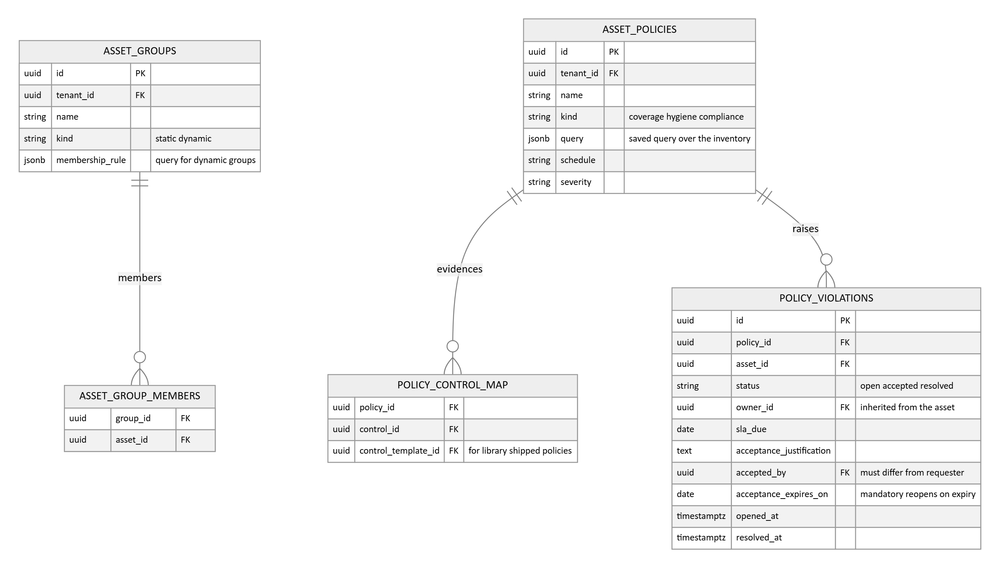 ASSET_GROUPS
uuid id PK
uuid tenant_id FK
string name
string kind static dynamic
jsonb membership_rule query for dynamic groups
members
ASSET_GROUP_MEMBERS
uuid group_id FK
uuid asset_id FK
ASSET_POLICIES
uuid id PK
uuid tenant_id FK
string name
string kind coverage hygiene compliance
jsonb query saved query over the inventory
string schedule
string severity
evidences
raises
POLICY_CONTROL_MAP
uuid policy_id FK
uuid control_id FK
uuid control_template_id FK for library shipped policies
POLICY_VIOLATIONS
uuid id PK
uuid policy_id FK
uuid asset_id FK
string status open accepted resolved
uuid owner_id FK inherited from the asset
date sla_due
text acceptance_justification
uuid accepted_by FK must differ from requester
date acceptance_expires_on mandatory reopens on expiry
timestamptz opened_at
timestamptz resolved_at